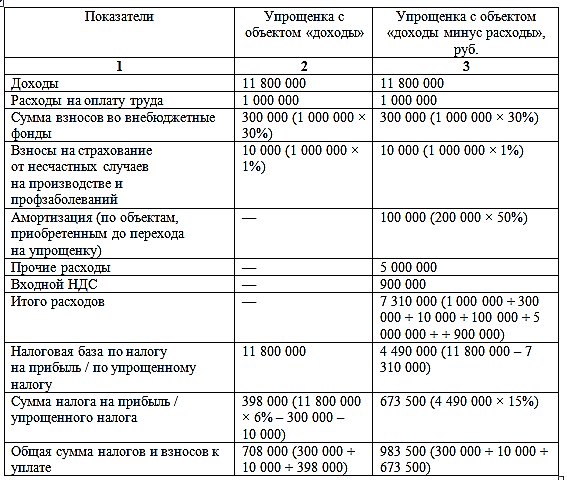 Показатели
Упрощенка с
объектом «доходы»
Упрощенка с объектом
«доходы минус расходы»,
руб.
1
2
3
Доходы
11 800 000
11 800 000
Расходы на оплату труда
1 000 000
1 000 000
Сумма взносов во внебюджетные
фонды
300 000 (1 000 000 ×
30%)
300 000 (1 000 000 × 30%)
Взносы на страхование
от несчастных случаев
на производстве и
профзаболеваний
10 000 (1 000 000 ×
1%)
10 000 (1 000 000 × 1%)
Амортизация (по объектам,
приобретенным до перехода
на упрощенку)
—
100 000 (200 000 × 50%)
Прочие расходы
—
5 000 000
Входной НДС
—
900 000
Итого расходов
—
7 310 000 (1 000 000 + 300
000 + 10 000 + 100 000 + 5
000 000 + + 900 000)
Налоговая база по налогу
на прибыль / по упрощенному
налогу
11 800 000
4 490 000 (11 800 000 – 7
310 000)
Сумма налога на прибыль /
упрощенного налога
398 000 (11 800 000
× 6% – 300 000 –
10 000)
673 500 (4 490 000 × 15%)
Общая сумма налогов и взносов к
уплате
708 000 (300 000 +
10 000 + 398 000)
983 500 (300 000 + 10 000 +
673 500)